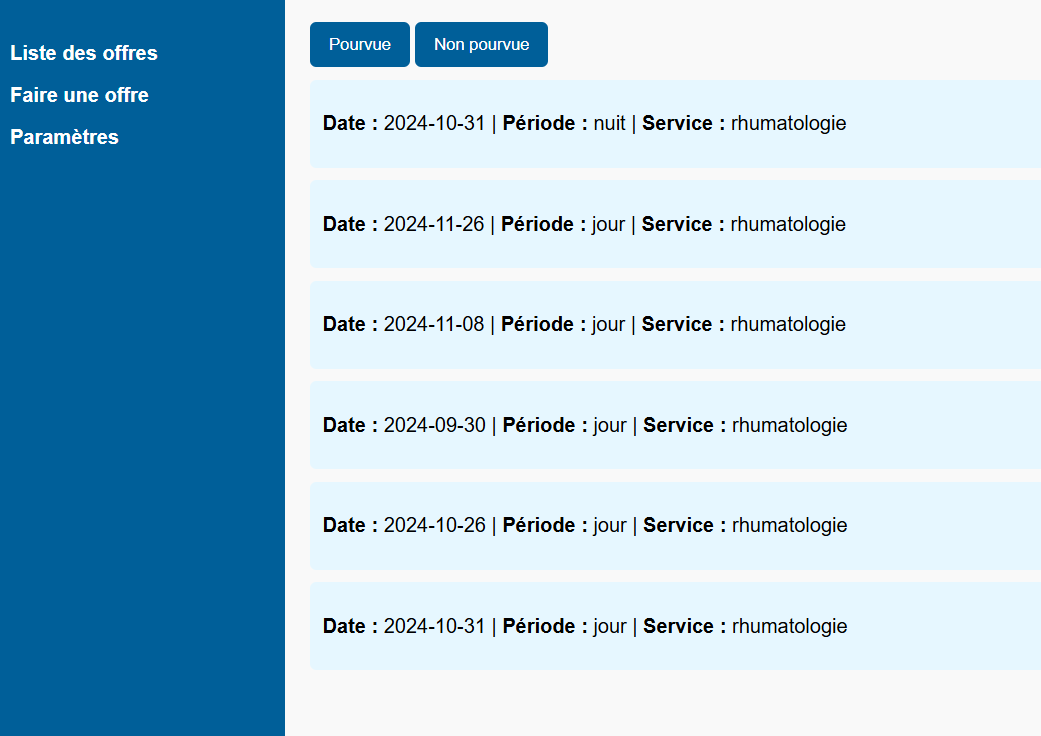 Liste des offres
Faire une offre
Paramètres
Pourvue
Non pourvue
Date : 2024-10-31 | Période : nuit | Service : rhumatologie
Date : 2024-11-26 | Période : jour | Service : rhumatologie
Date : 2024-11-08 | Période : jour | Service : rhumatologie
Date : 2024-09-30 | Période : jour | Service : rhumatologie
Date : 2024-10-26 | Période : jour | Service : rhumatologie
Date : 2024-10-31 | Période : jour | Service : rhumatologie